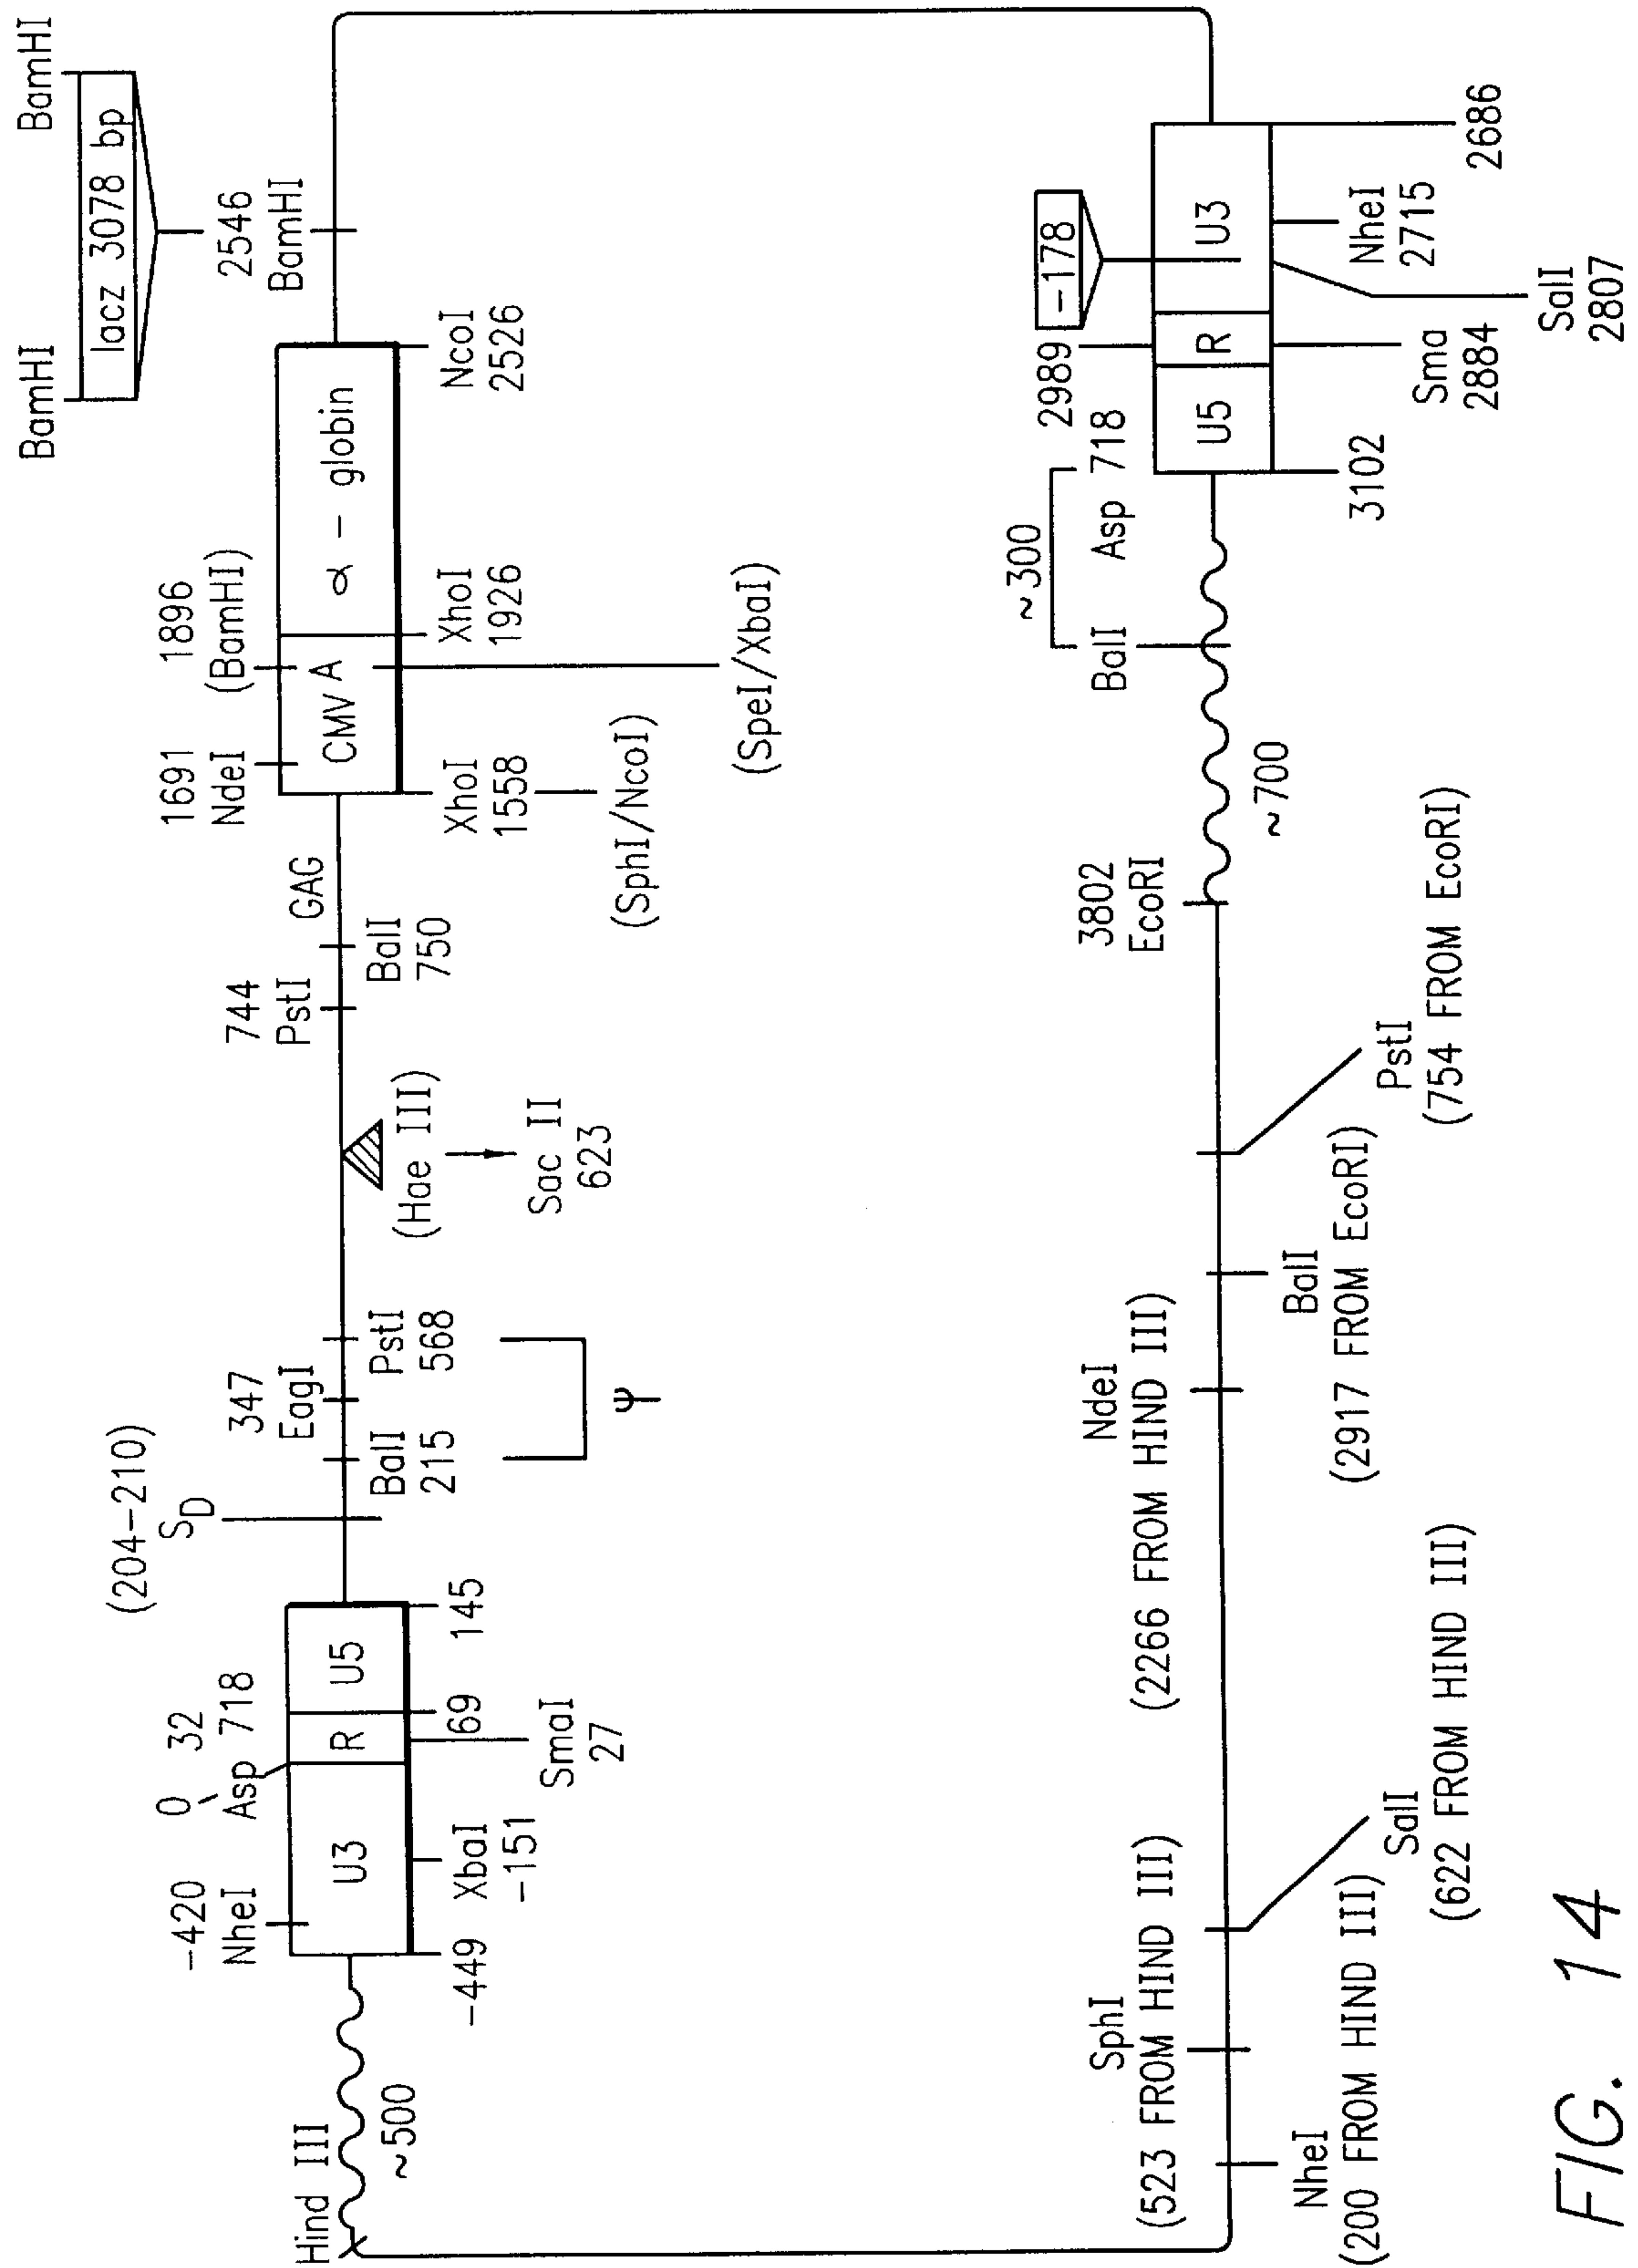 BamHI
BamHI
lacz 3078 bp
2546
BamHI
(204-210)
S_D
347
EagI
744
PstI
GAG
1691
NdeI
1896
(BamHI)
-420
NheI
0
32
Asp 718
U3
R
U5
CMV A
α - globin
Hind III
~500
-449
XbaI
-151
69
SmaI
27
145
BalI
215
PstI
568
ψ
(Hae III)
Sac II
623
BalI
750
XhoI
1558
(SphI/NcoI)
XhoI
1926
(SpeI/XbaI)
NcoI
2526
SphI
(523 FROM HIND III)
NdeI
(2266 FROM HIND III)
3802
EcoRI
~300
BalI
Asp 718
2989
-178
U5
R
U3
~700
3102
Sma
2884
SalI
2807
NheI
2715
2686
NheI
(200 FROM HIND III)
SalI
(622 FROM HIND III)
BalI
(2917 FROM EcoRI)
PstI
(754 FROM EcoRI)
FIG. 14